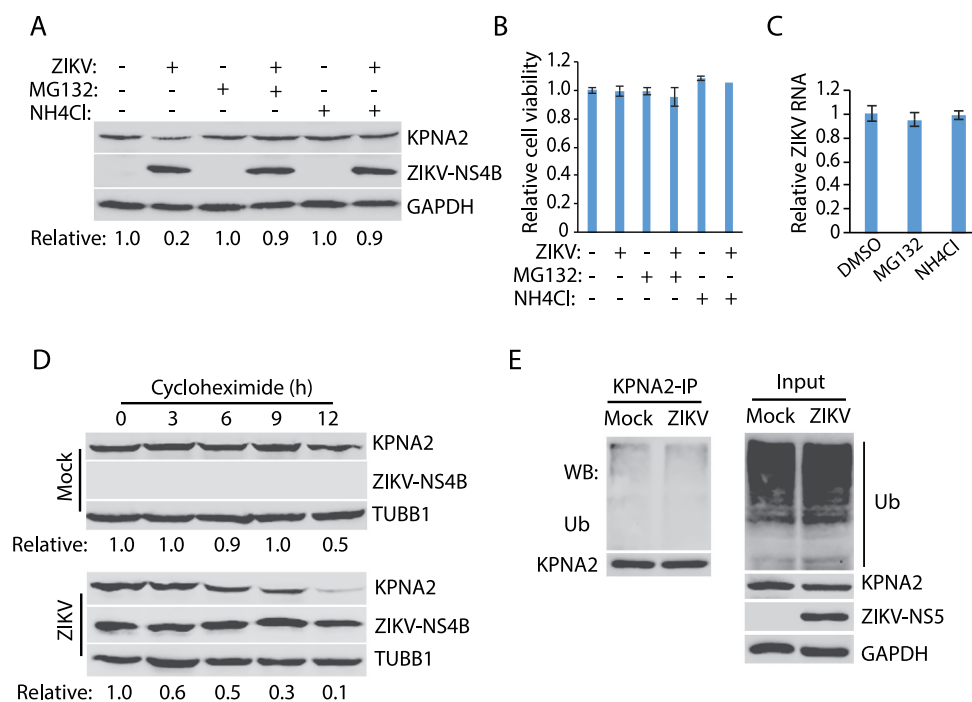 A
ZIKV: - + - + - +
MG132: - - + + - -
NH4Cl: - - - - + +
KPNA2
ZIKV-NS4B
GAPDH
Relative: 1.0 0.2 1.0 0.9 1.0 0.9
B
Relative cell viability
1.2
1.0
0.8
0.6
0.4
0.2
0
ZIKV: - + - + - +
MG132: - - + + - -
NH4Cl: - - - - + +
C
Relative ZIKV RNA
1.2
1
0.8
0.6
0.4
0.2
0
DMSO
MG132
NH4Cl
D
Cycloheximide (h)
0 3 6 9 12
Mock
KPNA2
ZIKV-NS4B
TUBB1
Relative: 1.0 1.0 0.9 1.0 0.5
ZIKV
KPNA2
ZIKV-NS4B
TUBB1
Relative: 1.0 0.6 0.5 0.3 0.1
E
KPNA2-IP
Mock ZIKV
WB:
Ub
KPNA2
Input
Mock ZIKV
Ub
KPNA2
ZIKV-NS5
GAPDH